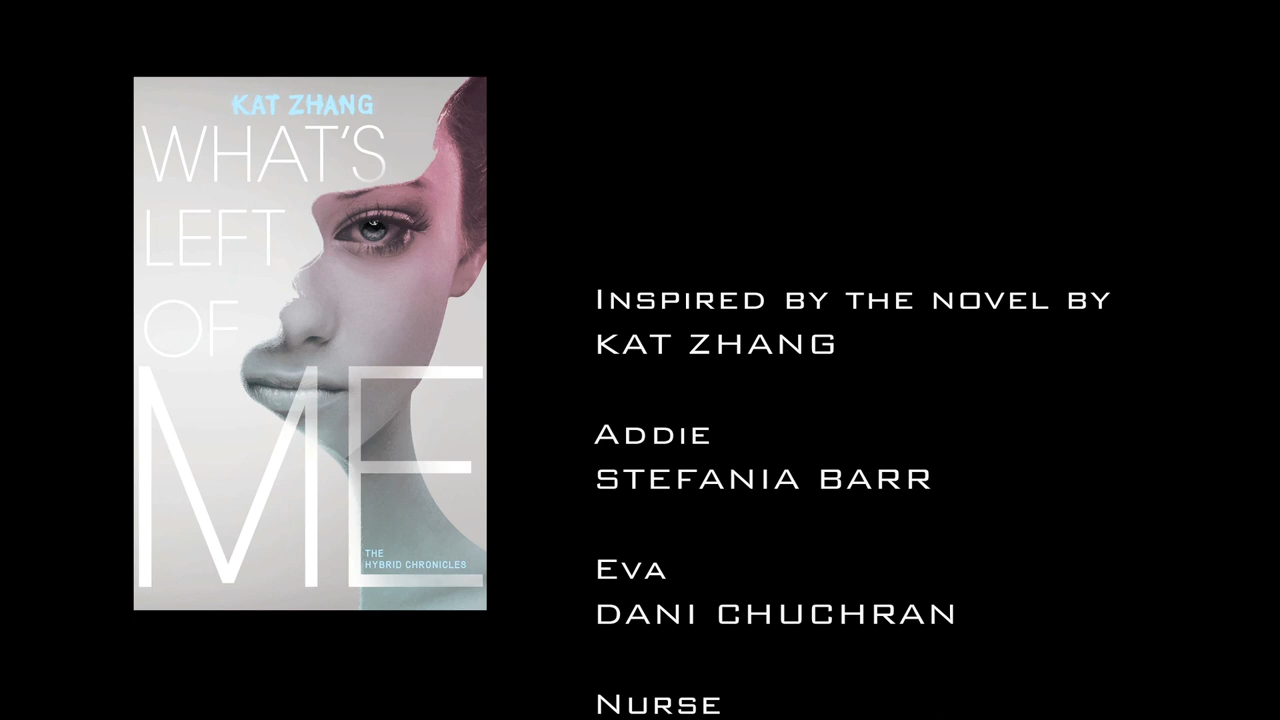 KAT ZHANG
WHAT'S
LEFT
OF
ME
THE
HYBRID CHRONICLES
INSPIRED BY THE NOVEL BY
KAT ZHANG
ADDIE
STEFANIA BARR
EVA
DANI CHUCHRAN
NURSE